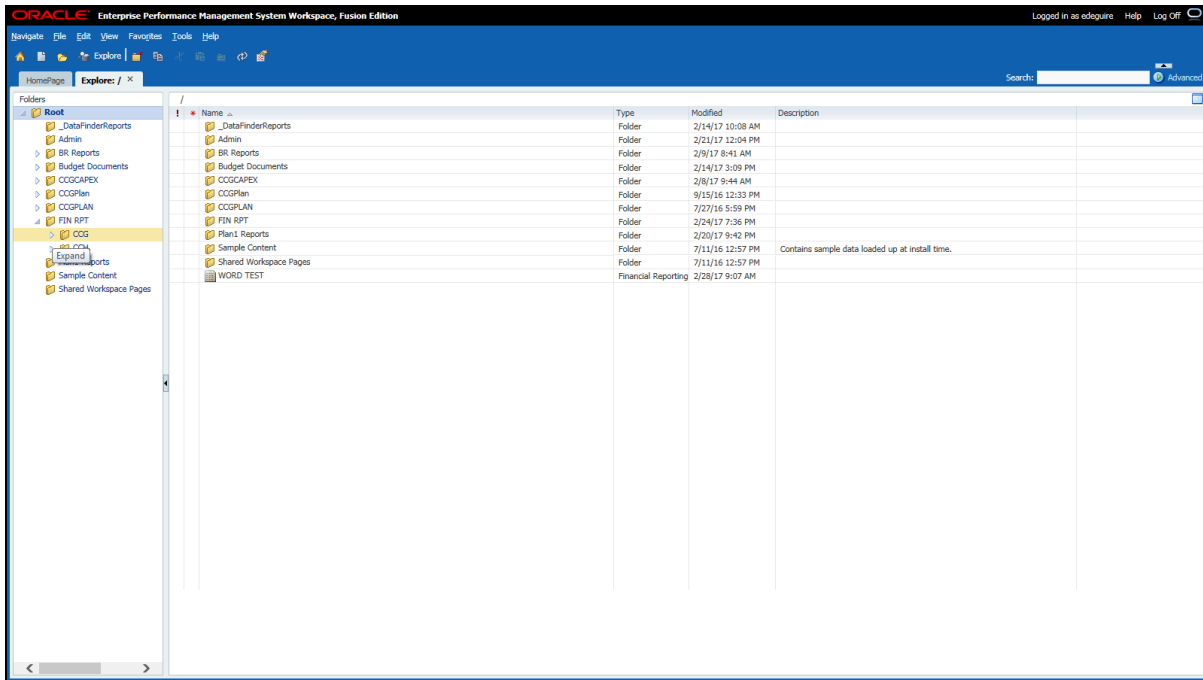 ORACLE Enterprise Performance Management System Workspace, Fusion Edition Logged in as edeguire Help Log Off
Navigate File Edit View Favorites Tools Help
Explore
HomePage Explore: / × Search: Advanced
Folders /
Root ! * Name Type Modified Description
_DataFinderReports _DataFinderReports Folder 2/14/17 10:08 AM
Admin Admin Folder 2/21/17 12:04 PM
BR Reports BR Reports Folder 2/9/17 8:41 AM
Budget Documents Budget Documents Folder 2/14/17 3:09 PM
CCGCAPEX CCGCAPEX Folder 2/8/17 9:44 AM
CCGPlan CCGPlan Folder 9/15/16 12:33 PM
CCGPLAN CCGPLAN Folder 7/27/16 5:59 PM
FIN RPT FIN RPT Folder 2/24/17 7:36 PM
CCG Plan1 Reports Folder 2/20/17 9:42 PM
Sample Content Folder 7/11/16 12:57 PM Contains sample data loaded up at install time.
Expand Shared Workspace Pages Folder 7/11/16 12:57 PM
Sample Content WORD TEST Financial Reporting 2/28/17 9:07 AM
Shared Workspace Pages